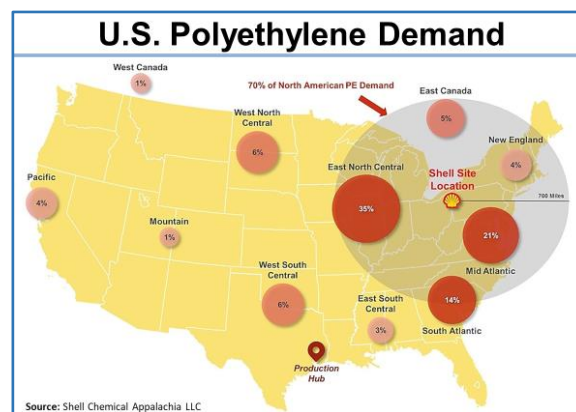 U.S. Polyethylene Demand
West Canada
1%
70% of North American PE Demand
East Canada
5%
West North
Central
6%
New England
4%
East North Central
35%
Shell Site
Location
700 Miles
Pacific
4%
Mountain
1%
21%
Mid Atlantic
West South
Central
6%
East South
Central
3%
14%
South Atlantic
Production
Hub
Source: Shell Chemical Appalachia LLC